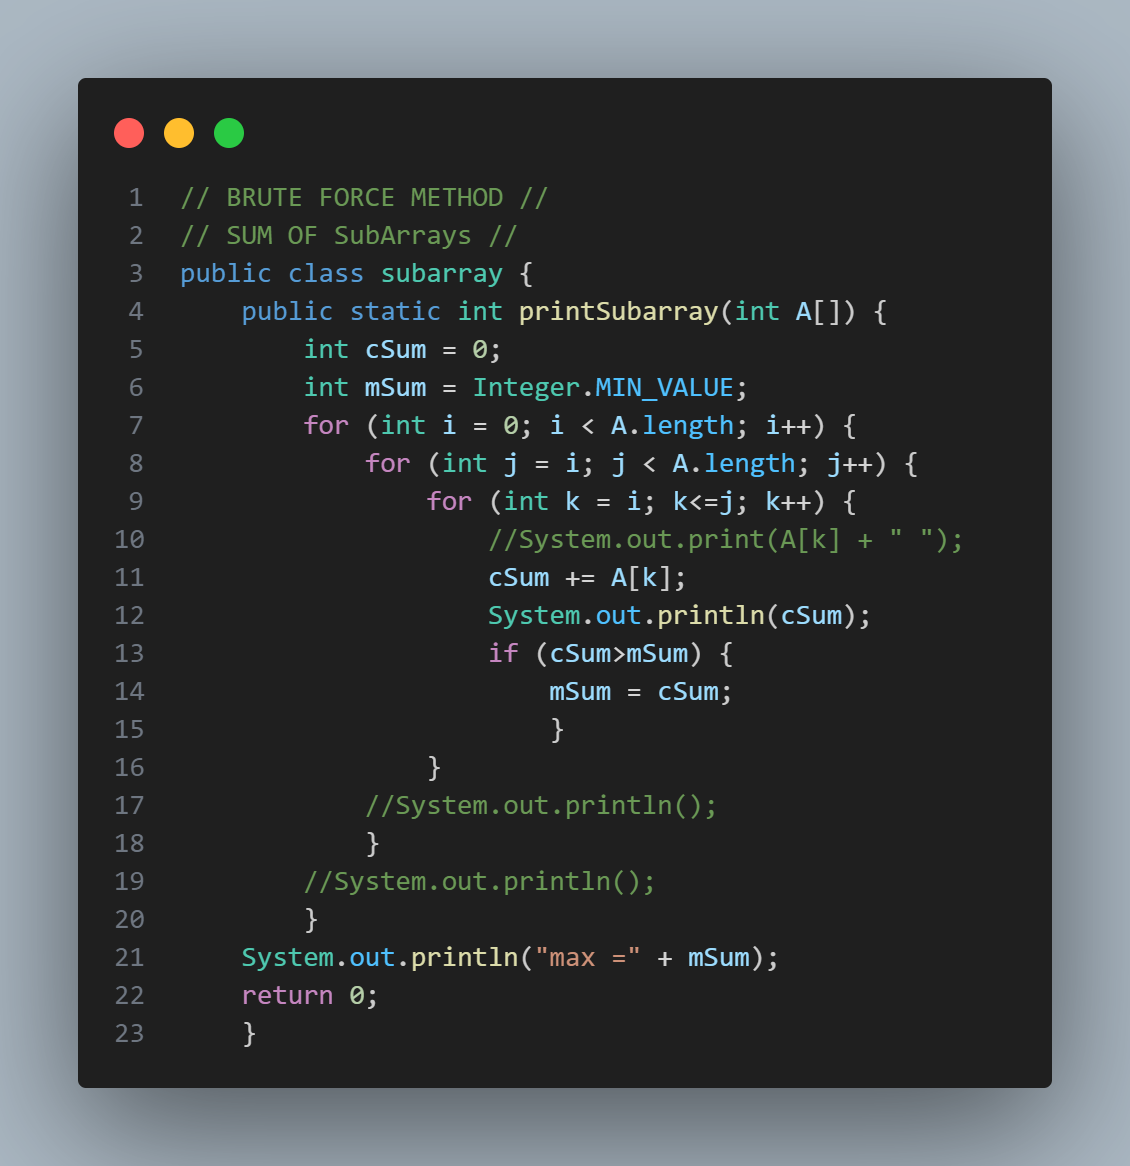 1 // BRUTE FORCE METHOD //
2 // SUM OF SubArrays //
3 public class subarray {
4     public static int printSubarray(int A[]) {
5         int cSum = 0;
6         int mSum = Integer.MIN_VALUE;
7         for (int i = 0; i < A.length; i++) {
8             for (int j = i; j < A.length; j++) {
9                 for (int k = i; k<=j; k++) {
10                     //System.out.print(A[k] + " ");
11                     cSum += A[k];
12                     System.out.println(cSum);
13                     if (cSum>mSum) {
14                         mSum = cSum;
15                         }
16                 }
17             //System.out.println();
18             }
19         //System.out.println();
20         }
21     System.out.println("max =" + mSum);
22     return 0;
23     }